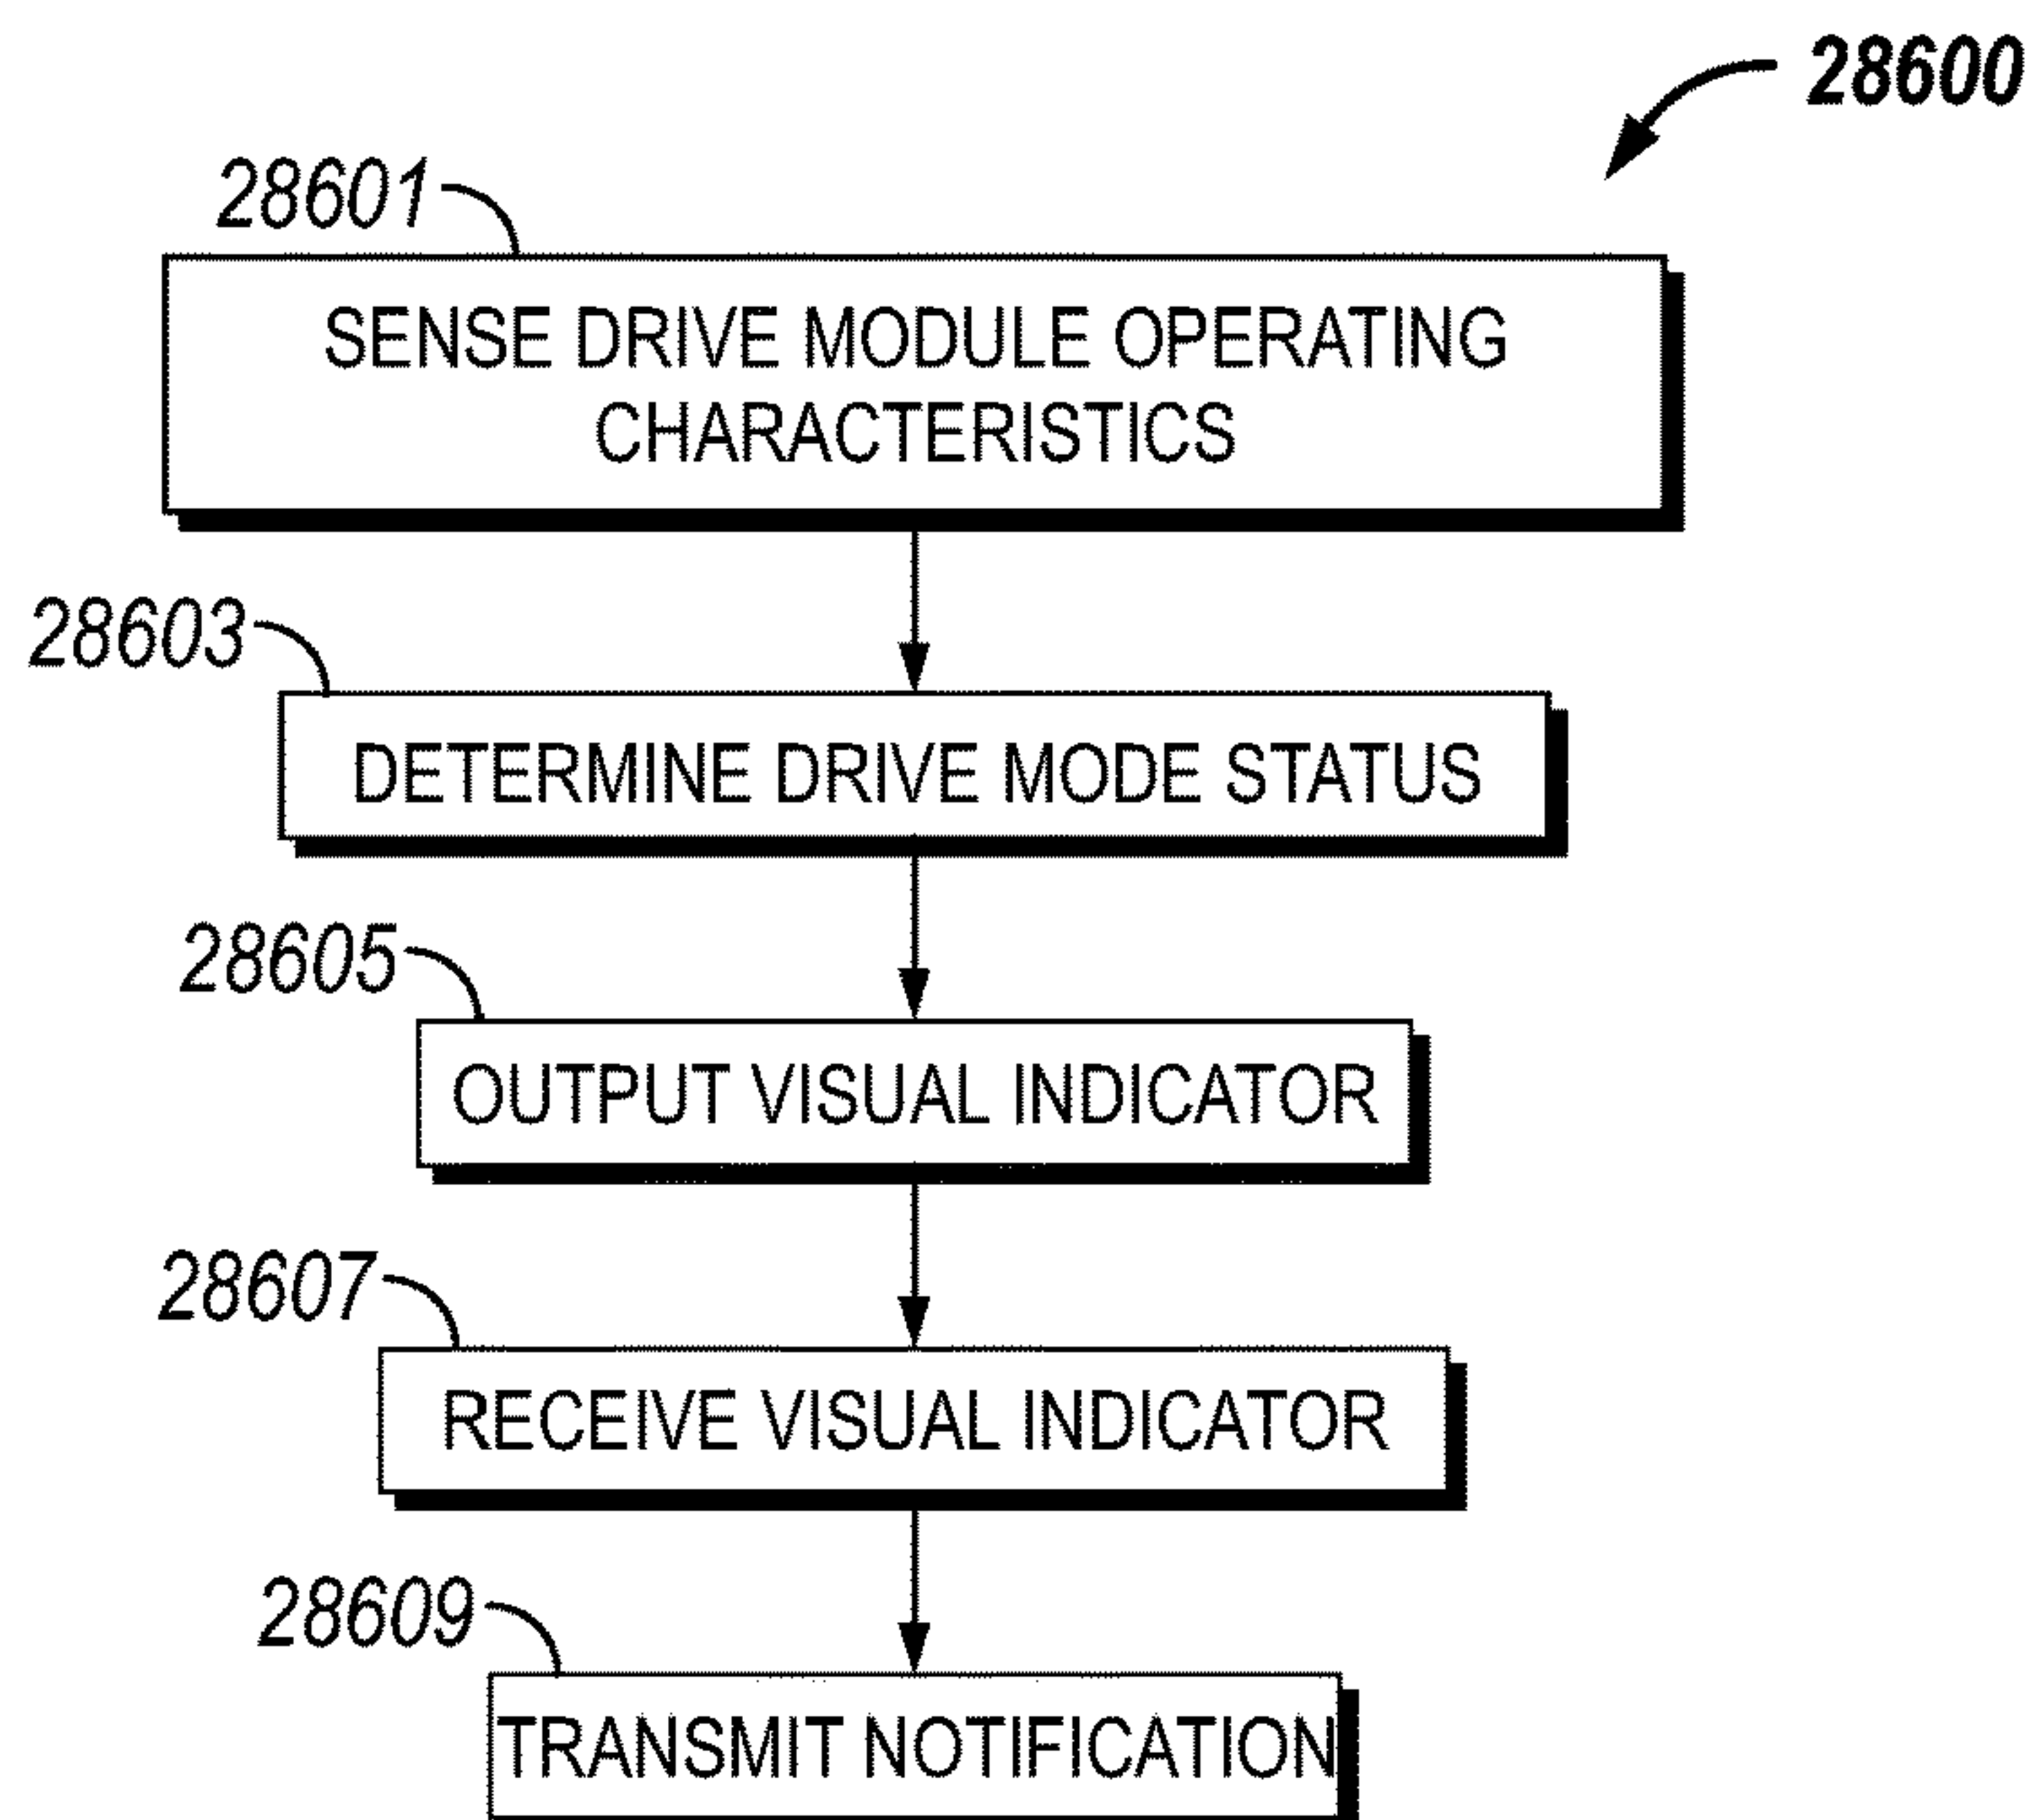 28600
28601
SENSE DRIVE MODULE OPERATING
CHARACTERISTICS
28603
DETERMINE DRIVE MODE STATUS
28605
OUTPUT VISUAL INDICATOR
28607
RECEIVE VISUAL INDICATOR
28609
TRANSMIT NOTIFICATION